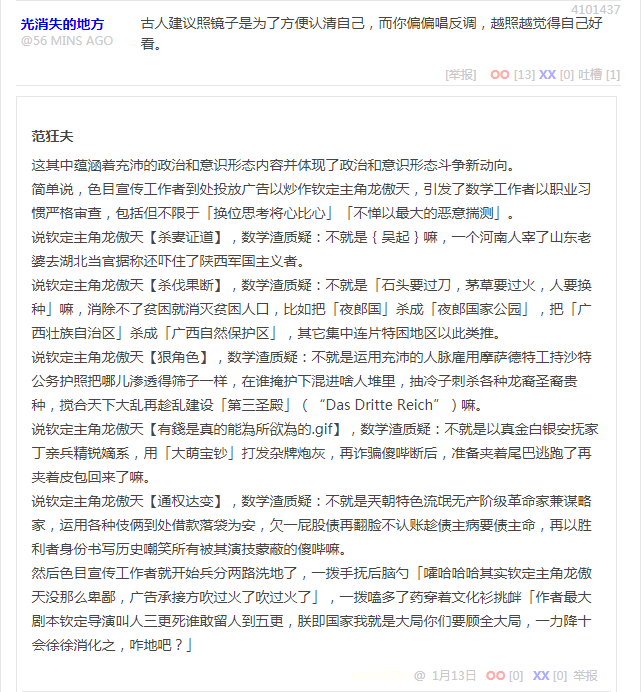 4101437
光消失的地方
@56 MINS AGO
古人建议照镜子是为了方便认清自己，而你偏偏唱反调，越照越觉得自己好
看。
[举报] OO [13] XX [0] 吐槽 [1]
范狂夫
这其中蕴涵着充沛的政治和意识形态内容并体现了政治和意识形态斗争新动向。
简单说，色目宣传工作者到处投放广告以炒作钦定主角龙傲天，引发了数学工作者以职业习
惯严格审查，包括但不限于「换位思考将心比心」「不惮以最大的恶意揣测」。
说钦定主角龙傲天【杀妻证道】，数学渣质疑：不就是｛吴起｝嘛，一个河南人宰了山东老
婆去湖北当官据称还吓住了陕西军国主义者。
说钦定主角龙傲天【杀伐果断】，数学渣质疑：不就是「石头要过刀，茅草要过火，人要换
种」嘛，消除不了贫困就消灭贫困人口，比如把「夜郎国」杀成「夜郎国家公园」，把「广
西壮族自治区」杀成「广西自然保护区」，其它集中连片特困地区以此类推。
说钦定主角龙傲天【狠角色】，数学渣质疑：不就是运用充沛的人脉雇用摩萨德特工持沙特
公务护照把哪儿渗透得筛子一样，在谁掩护下混进啥人堆里，抽冷子刺杀各种龙裔圣裔贵
种，搅合天下大乱再趁乱建设「第三圣殿」（ “Das Dritte Reich” ）嘛。
说钦定主角龙傲天【有錢是真的能為所欲為的.gif】，数学渣质疑：不就是以真金白银安抚家
丁亲兵精锐嫡系，用「大萌宝钞」打发杂牌炮灰，再诈骗傻哔断后，准备夹着尾巴逃跑了再
夹着皮包回来了嘛。
说钦定主角龙傲天【通权达变】，数学渣质疑：不就是天朝特色流氓无产阶级革命家兼谋略
家，运用各种伎俩到处借款落袋为安，欠一屁股债再翻脸不认账趁债主病要债主命，再以胜
利者身份书写历史嘲笑所有被其演技蒙蔽的傻哔嘛。
然后色目宣传工作者就开始兵分两路洗地了，一拨手抚后脑勺「嚯哈哈哈其实钦定主角龙傲
天没那么卑鄙，广告承接方吹过火了吹过火了」，一拨嗑多了药穿着文化衫挑衅「作者最大
剧本钦定导演叫人三更死谁敢留人到五更，朕即国家我就是大局你们要顾全大局，一力降十
会徐徐消化之，咋地吧？」
@ 1月13日 OO [0] XX [0] 举报